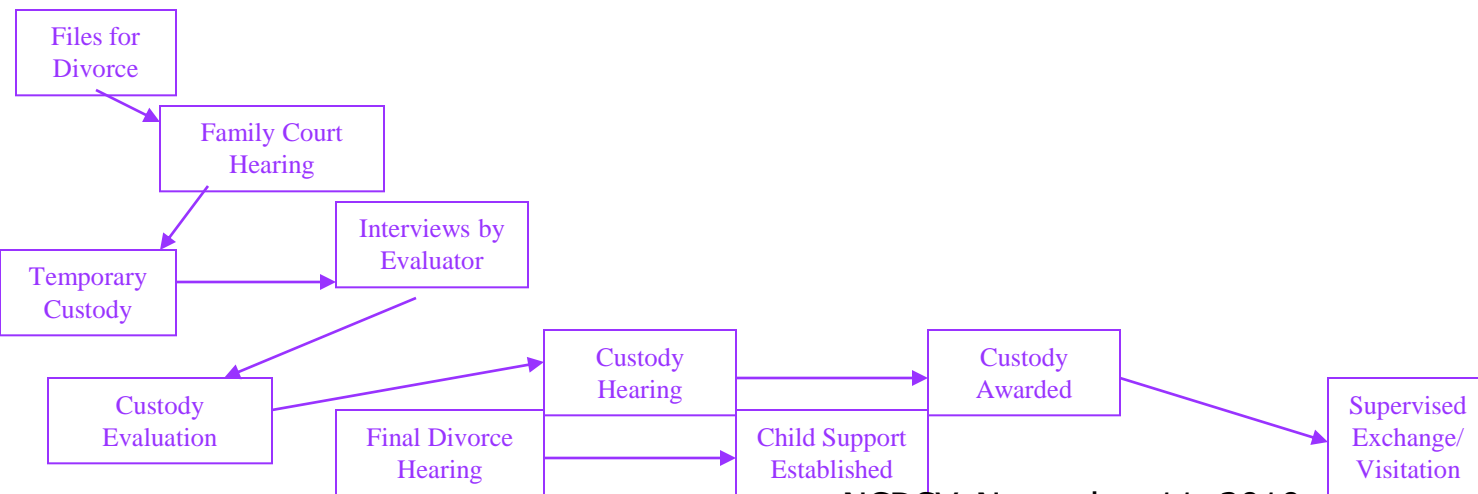 Files for
Divorce
Family Court
Hearing
Temporary
Custody
Interviews by
Evaluator
Custody
Evaluation
Custody
Hearing
Custody
Awarded
Supervised
Exchange/
Visitation
Final Divorce
Hearing
Child Support
Established